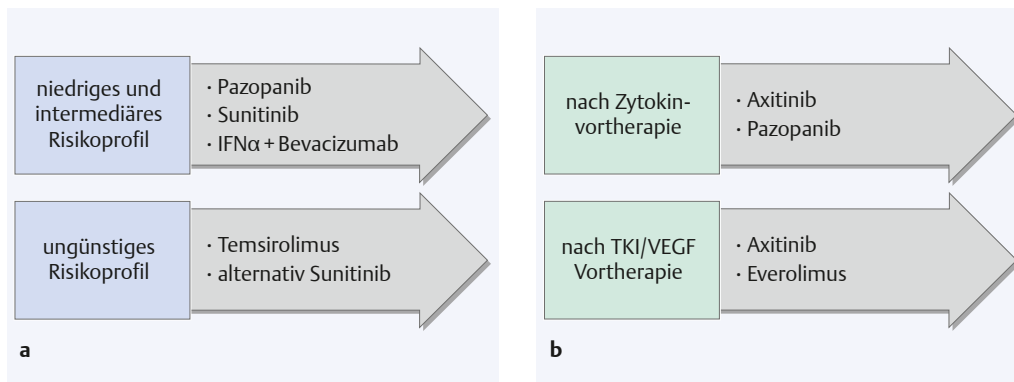 niedriges und
intermediäres
Risikoprofil
· Pazopanib
· Sunitinib
· IFNα + Bevacizumab
ungünstiges
Risikoprofil
· Temsirolimus
· alternativ Sunitinib
a
nach Zytokin-
vortherapie
· Axitinib
· Pazopanib
nach TKI/VEGF
Vortherapie
· Axitinib
· Everolimus
b